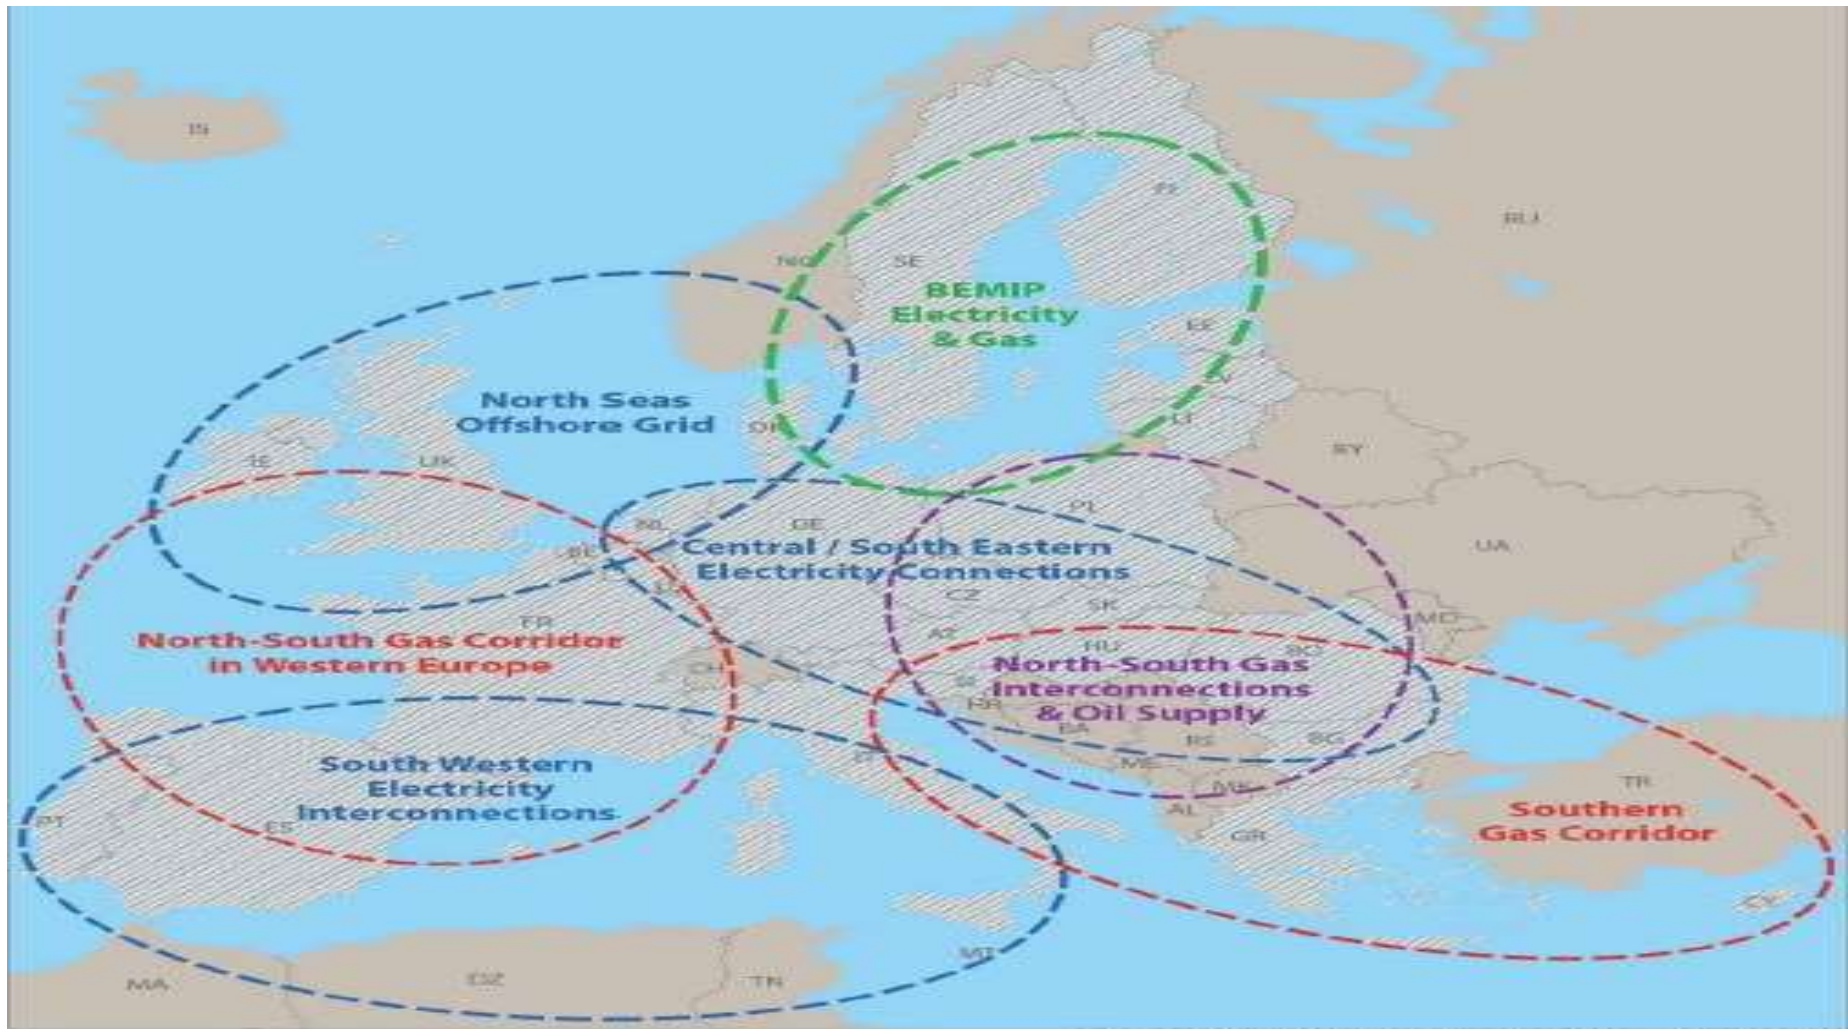 IS
RU
FI
NO
SE
BEMIP
Electricity
& Gas
EE
LV
LT
North Seas
Offshore Grid
DK
IE
UK
BY
PL
NL
DE
UA
BE
Central / South Eastern
Electricity Connections
CZ
SK
FR
MD
AT
HU
North-South Gas Corridor
in Western Europe
CH
North-South Gas
Interconnections
& Oil Supply
HR
BA
RS
BG
IT
ME
MK
South Western
Electricity
Interconnections
TR
AL
Southern
Gas Corridor
PT
ES
GR
CY
MT
MA
DZ
TN